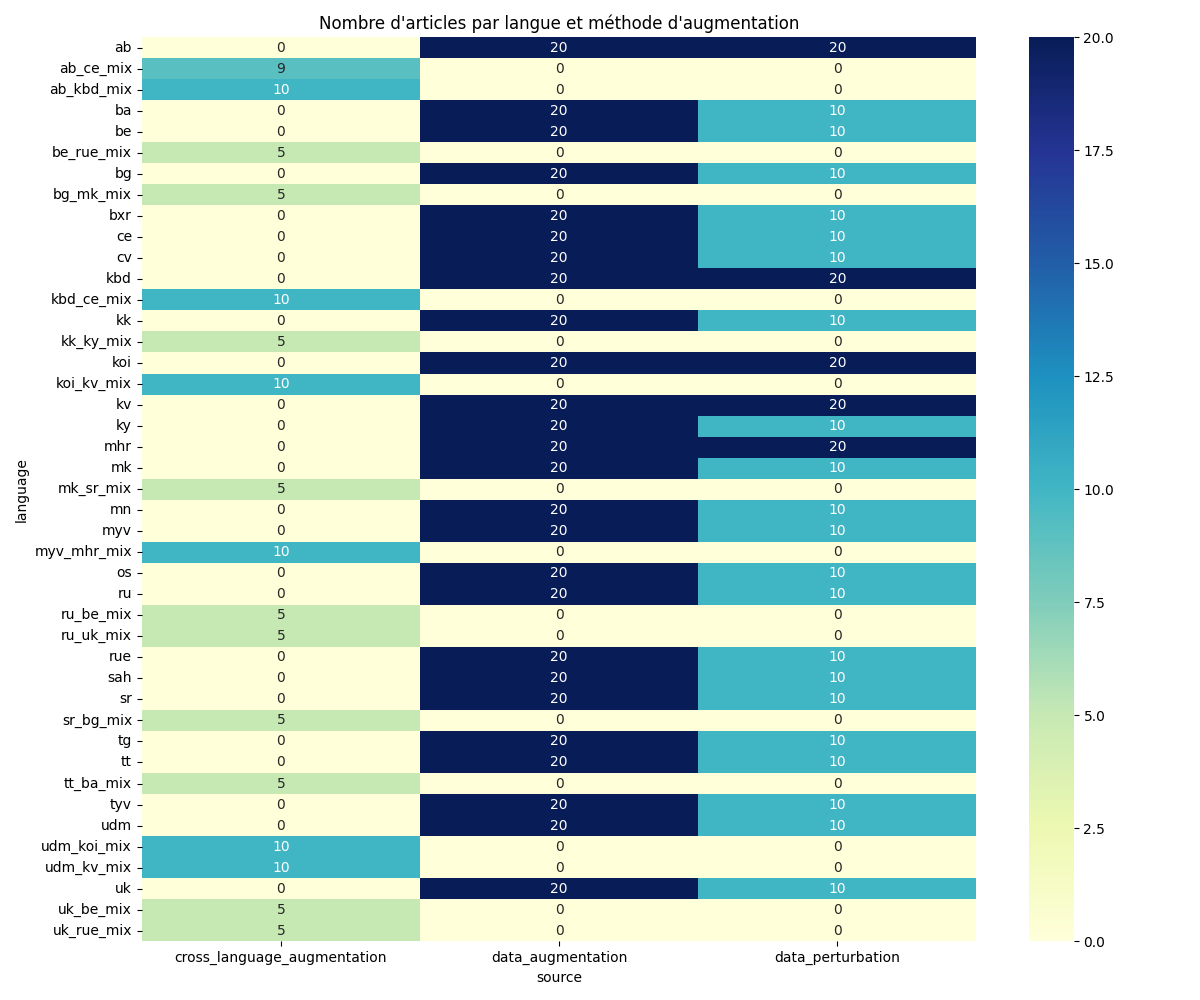 Nombre d'articles par langue et méthode d'augmentation
ab 0 20 20
ab_ce_mix 9 0 0
ab_kbd_mix 10 0 0
ba 0 20 10
be 0 20 10
be_rue_mix 5 0 0
bg 0 20 10
bg_mk_mix 5 0 0
bxr 0 20 10
ce 0 20 10
cv 0 20 10
kbd 0 20 20
kbd_ce_mix 10 0 0
kk 0 20 10
kk_ky_mix 5 0 0
koi 0 20 20
koi_kv_mix 10 0 0
kv 0 20 20
ky 0 20 10
mhr 0 20 20
mk 0 20 10
mk_sr_mix 5 0 0
mn 0 20 10
myv 0 20 10
myv_mhr_mix 10 0 0
os 0 20 10
ru 0 20 10
ru_be_mix 5 0 0
ru_uk_mix 5 0 0
rue 0 20 10
sah 0 20 10
sr 0 20 10
sr_bg_mix 5 0 0
tg 0 20 10
tt 0 20 10
tt_ba_mix 5 0 0
tyv 0 20 10
udm 0 20 10
udm_koi_mix 10 0 0
udm_kv_mix 10 0 0
uk 0 20 10
uk_be_mix 5 0 0
uk_rue_mix 5 0 0
language
cross_language_augmentation data_augmentation data_perturbation
source
20.0
17.5
15.0
12.5
10.0
7.5
5.0
2.5
0.0